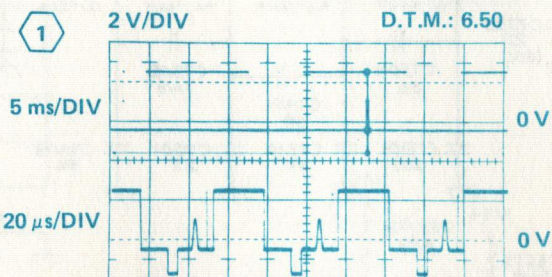 1
2 V/DIV
D.T.M.: 6.50
5 ms/DIV
0 V
20 μs/DIV
0 V